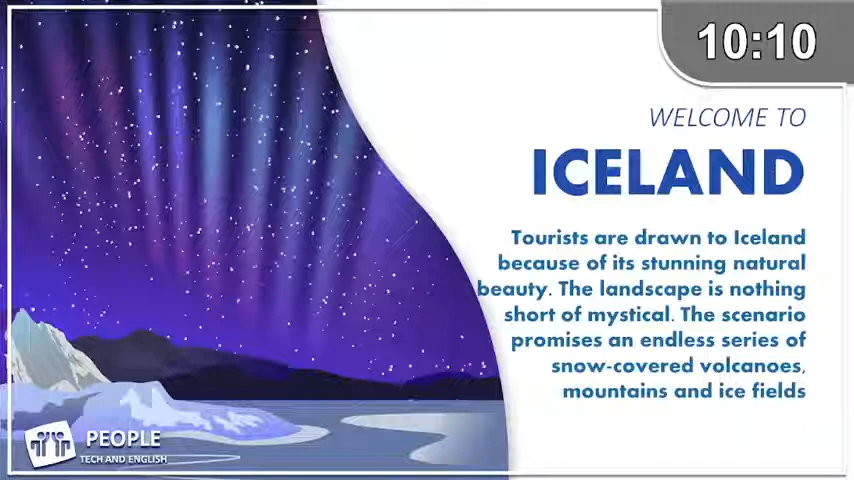 10:10
WELCOME TO
ICELAND
Tourists are drawn to Iceland
because of its stunning natural
beauty. The landscape is nothing
short of mystical. The scenario
promises an endless series of
snow-covered volcanoes,
mountains and ice fields
PEOPLE
TECH AND ENGLISH